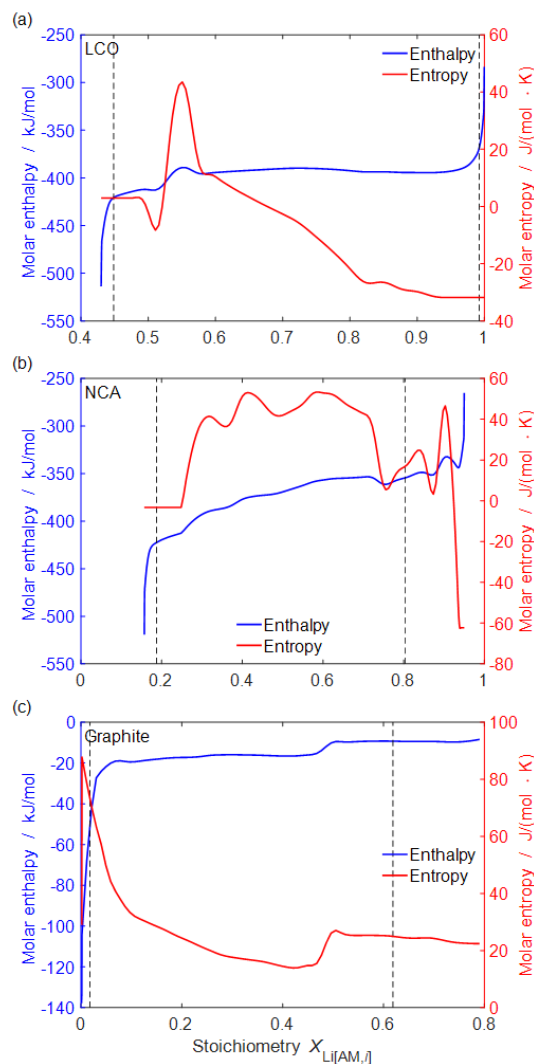 (a)
LCO
Enthalpy
Entropy
Molar enthalpy / kJ/mol
-250
-300
-350
-400
-450
-500
-550
Molar entropy / J/(mol · K)
60
40
20
0
-20
-40
0.4 0.5 0.6 0.7 0.8 0.9 1
(b)
NCA
Enthalpy
Entropy
Molar enthalpy / kJ/mol
-250
-300
-350
-400
-450
-500
-550
Molar entropy / J/(mol · K)
60
40
20
0
-20
-40
-60
-80
0 0.2 0.4 0.6 0.8 1
(c)
Graphite
Enthalpy
Entropy
Molar enthalpy / kJ/mol
0
-20
-40
-60
-80
-100
-120
-140
Molar entropy / J/(mol · K)
100
80
60
40
20
0
0 0.2 0.4 0.6 0.8
Stoichiometry X Li[AM,i]